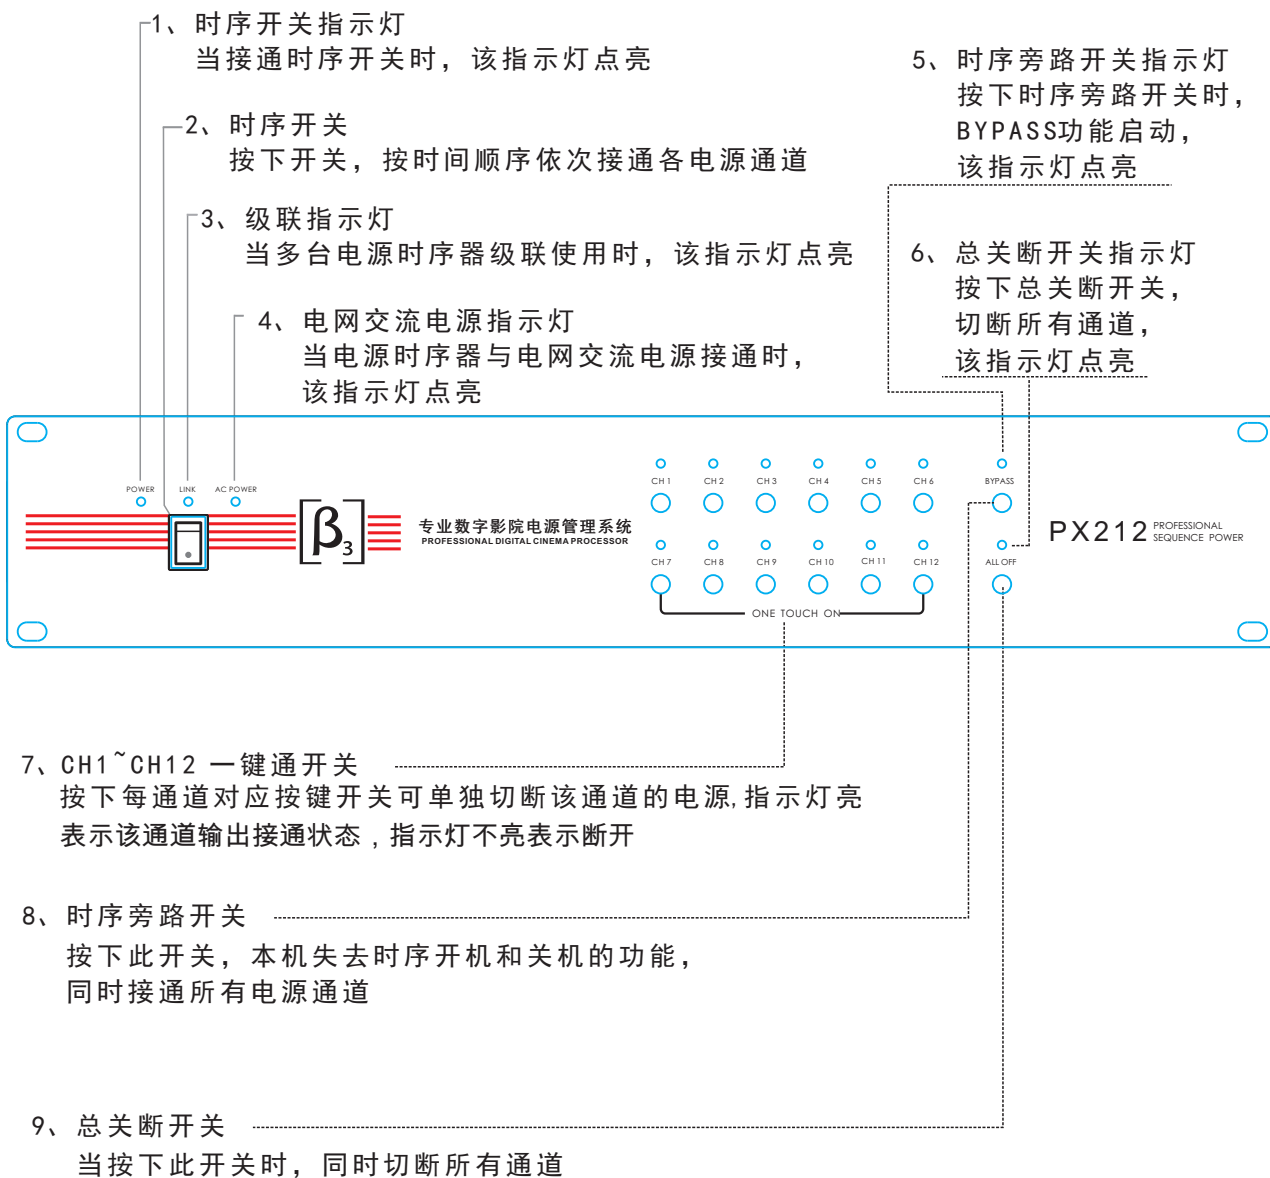 1、时序开关指示灯
当接通时序开关时，该指示灯点亮
2、时序开关
按下开关，按时间顺序依次接通各电源通道
3、级联指示灯
当多台电源时序器级联使用时，该指示灯点亮
4、电网交流电源指示灯
当电源时序器与电网交流电源接通时，
该指示灯点亮
5、时序旁路开关指示灯
按下时序旁路开关时，
BYPASS功能启动，
该指示灯点亮
6、总关断开关指示灯
按下总关断开关，
切断所有通道，
该指示灯点亮
POWER LINK AC POWER
β3
专业数字影院电源管理系统
PROFESSIONAL DIGITAL CINEMA PROCESSOR
CH 1 CH 2 CH 3 CH 4 CH 5 CH 6 BYPASS
CH 7 CH 8 CH 9 CH 10 CH 11 CH 12 ALL OFF
ONE TOUCH ON
PX212 PROFESSIONAL
SEQUENCE POWER
7、CH1~CH12 一键通开关
按下每通道对应按键开关可单独切断该通道的电源,指示灯亮
表示该通道输出接通状态，指示灯不亮表示断开
8、时序旁路开关
按下此开关，本机失去时序开机和关机的功能，
同时接通所有电源通道
9、总关断开关
当按下此开关时，同时切断所有通道